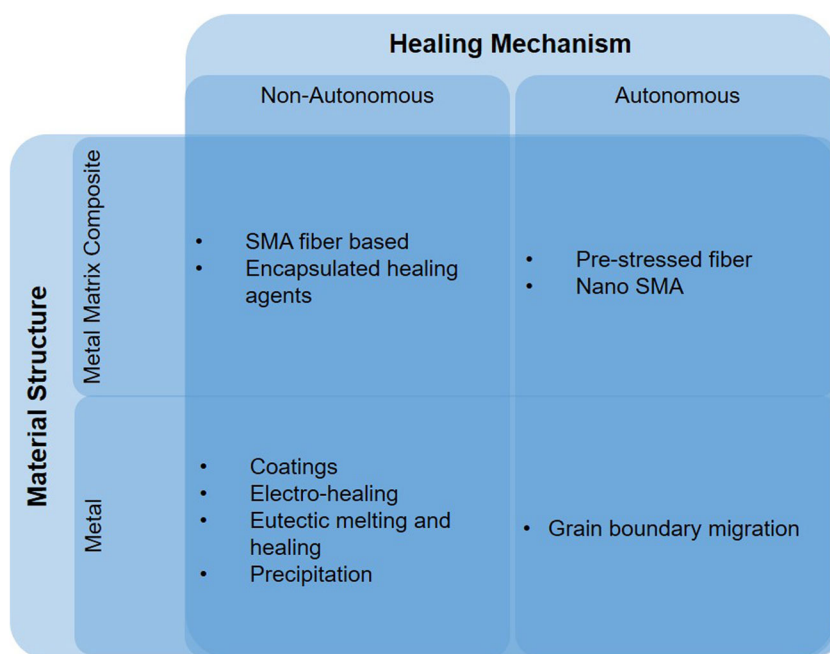 Healing Mechanism
Non-Autonomous
Autonomous
Material Structure
Metal Matrix Composite
• SMA fiber based
• Encapsulated healing
agents
• Pre-stressed fiber
• Nano SMA
Metal
• Coatings
• Electro-healing
• Eutectic melting and
healing
• Precipitation
• Grain boundary migration